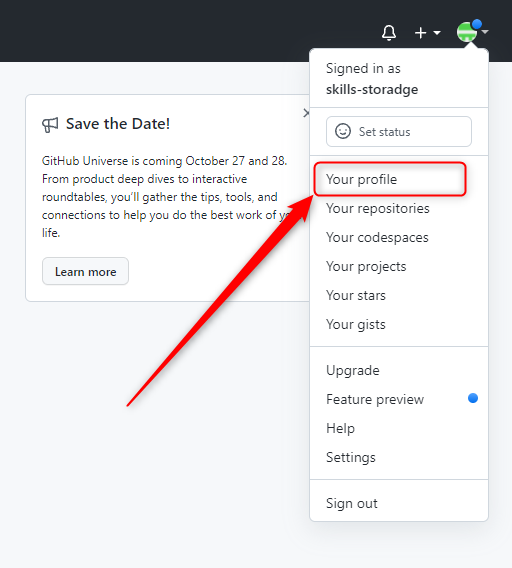 Save the Date!
GitHub Universe is coming October 27 and 28.
From product deep dives to interactive
roundtables, you'll gather the tips, tools, and
connections to help you do the best work of
life.
Learn more
Signed in as
skills-storadge
Set status
Your profile
Your repositories
Your codespaces
Your projects
Your stars
Your gists
Upgrade
Feature preview
Help
Settings
Sign out